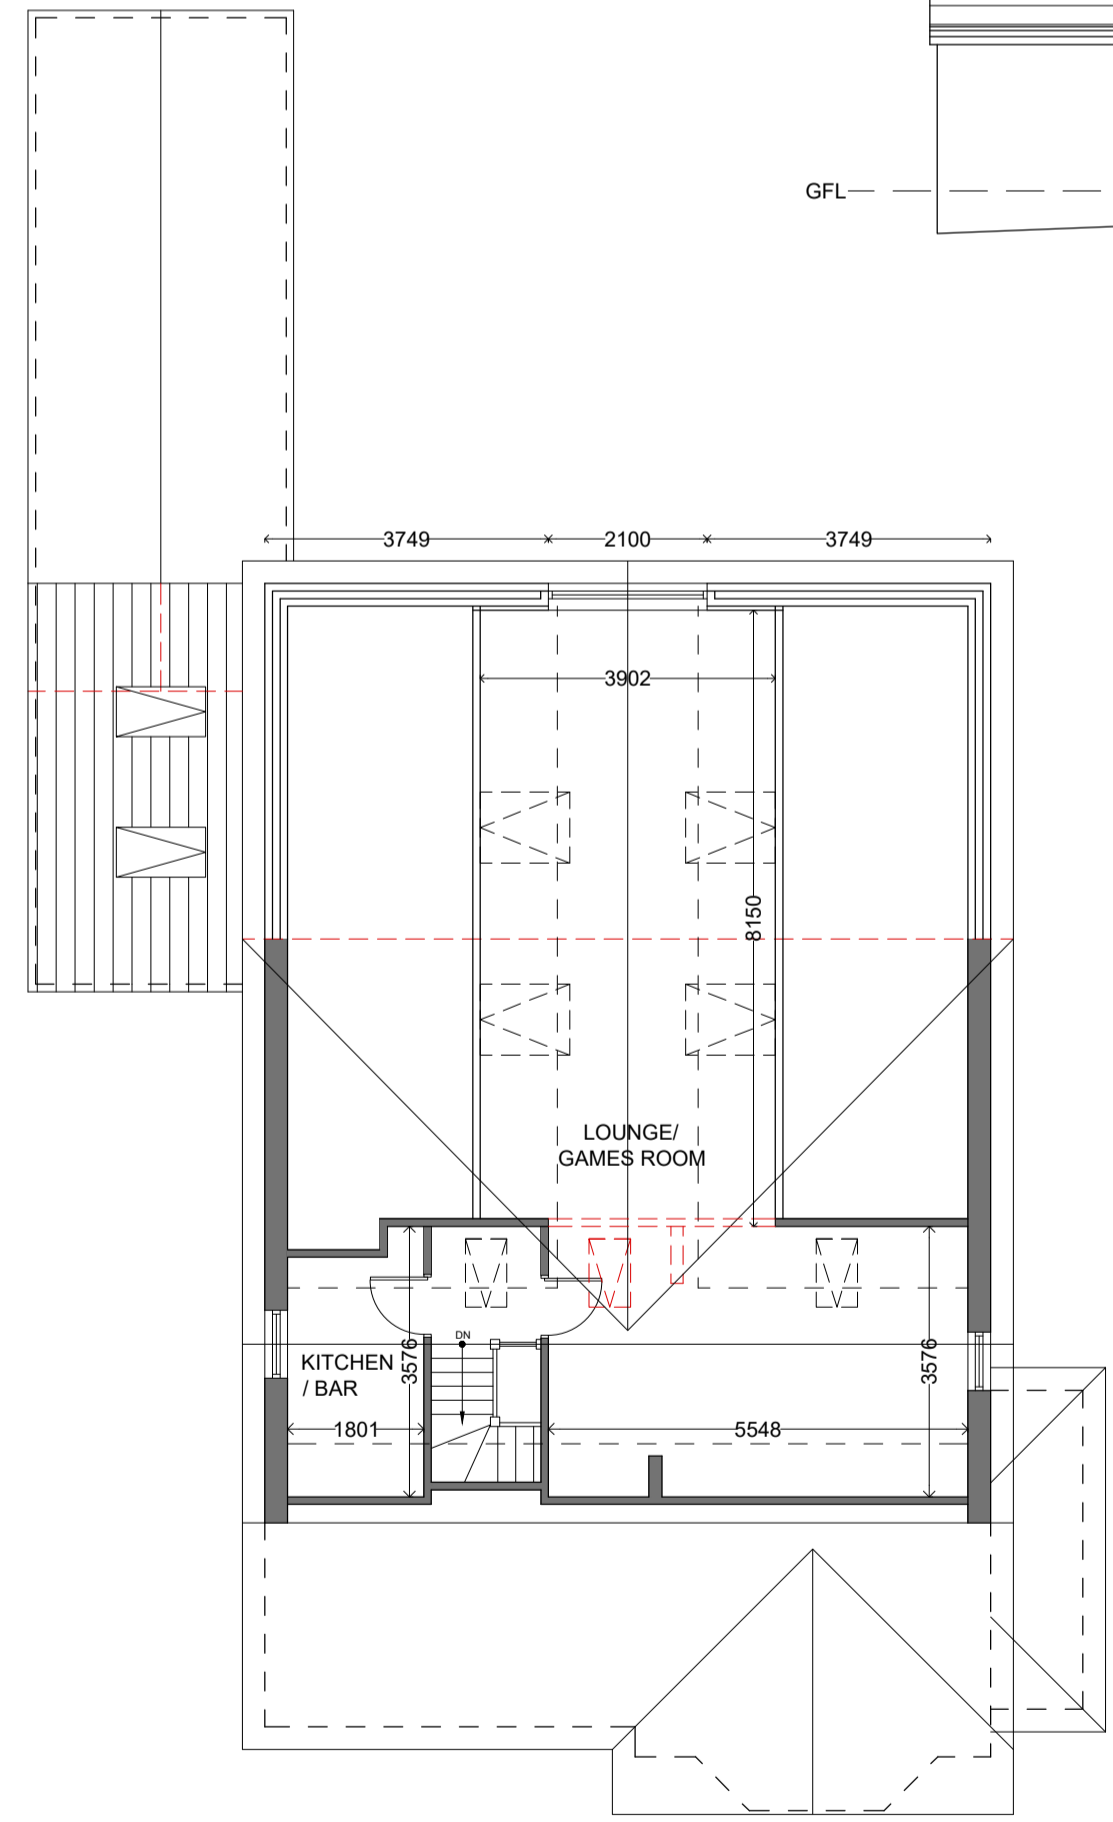 GFL
3749
2100
3749
3902
8150
LOUNGE/
GAMES ROOM
DN
KITCHEN
/ BAR
3576
3576
1801
5548